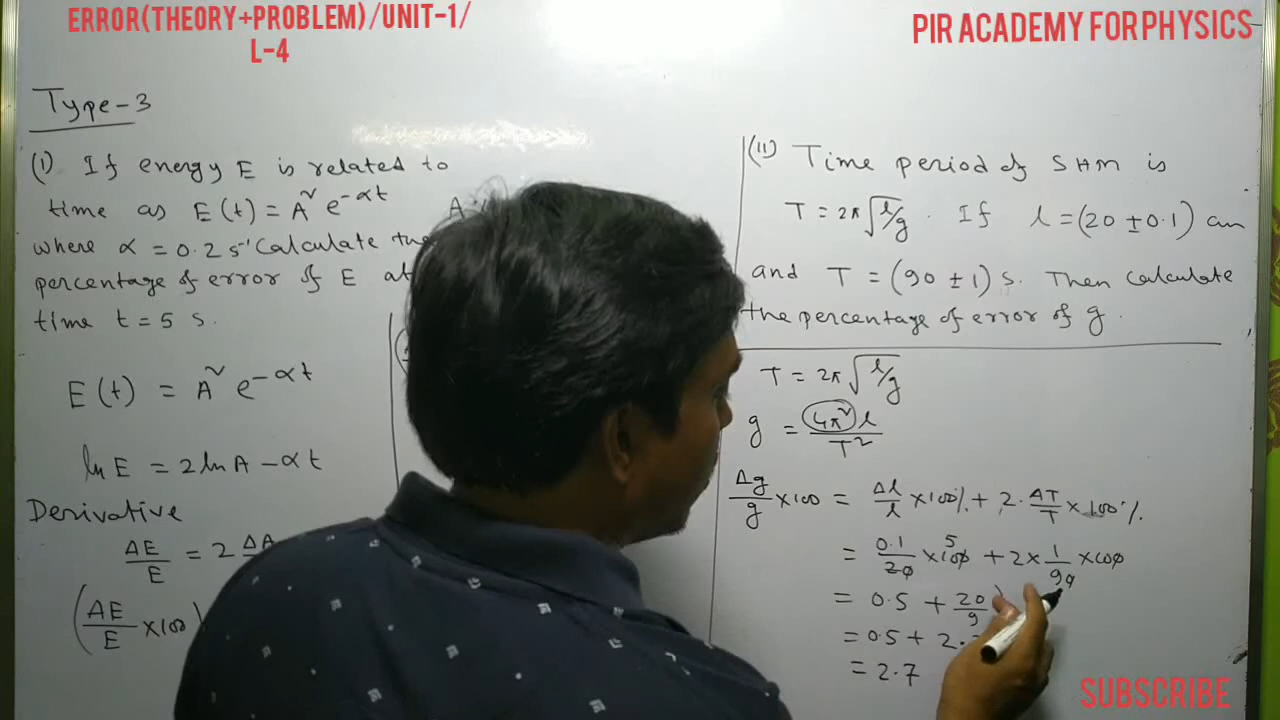 ERROR(THEORY+PROBLEM)/UNIT-1/
L-4
PIR ACADEMY FOR PHYSICS
Type-3
(I) If energy E is related to
time as E(t) = A² e^-αt
where α = 0.2 s⁻¹ Calculate the
percentage of error of E at
time t = 5 s.
E(t) = A² e^-αt
ln E = 2 ln A - αt
Derivative
ΔE/E = 2 ΔA
(ΔE/E × 100)
(II) Time period of SHM is
T = 2π √l/g . If l = (20 ± 0.1) cm
and T = (90 ± 1) s. Then calculate
the percentage of error of g.
T = 2π √l/g
g = 4π² l / T²
Δg/g × 100 = Δl/l × 100% + 2 · ΔT/T × 100%
= 0.1/20 × 100 5 + 2 × 1/90 × 100
= 0.5 + 20/9
= 0.5 + 2.
= 2.7
SUBSCRIBE